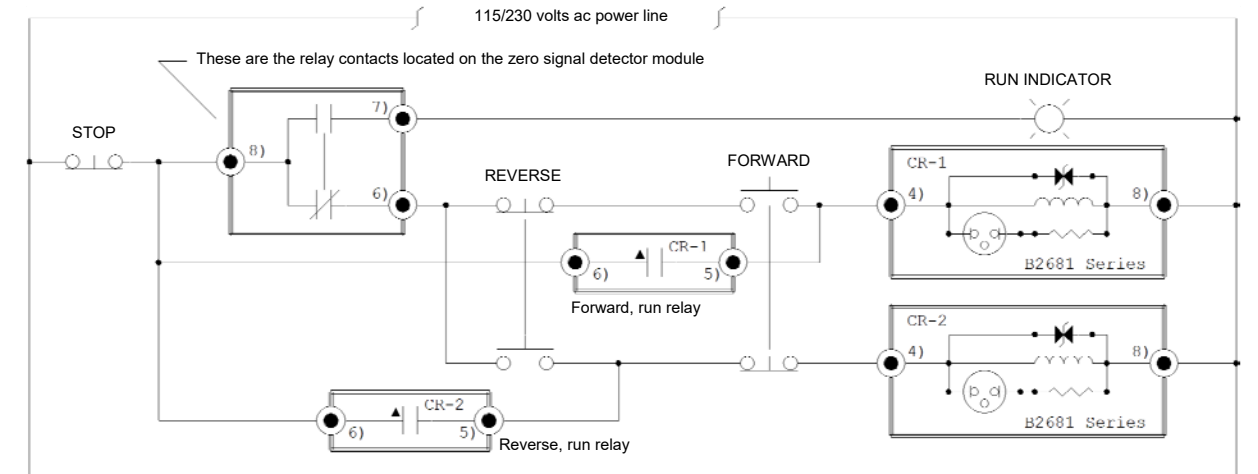 115/230 volts ac power line
These are the relay contacts located on the zero signal detector module
RUN INDICATOR
STOP
7)
8)
FORWARD
CR-1
REVERSE
6)
4)
8)
CR-1
6)
5)
B2681 Series
Forward, run relay
CR-2
4)
8)
CR-2
6)
5)
B2681 Series
Reverse, run relay